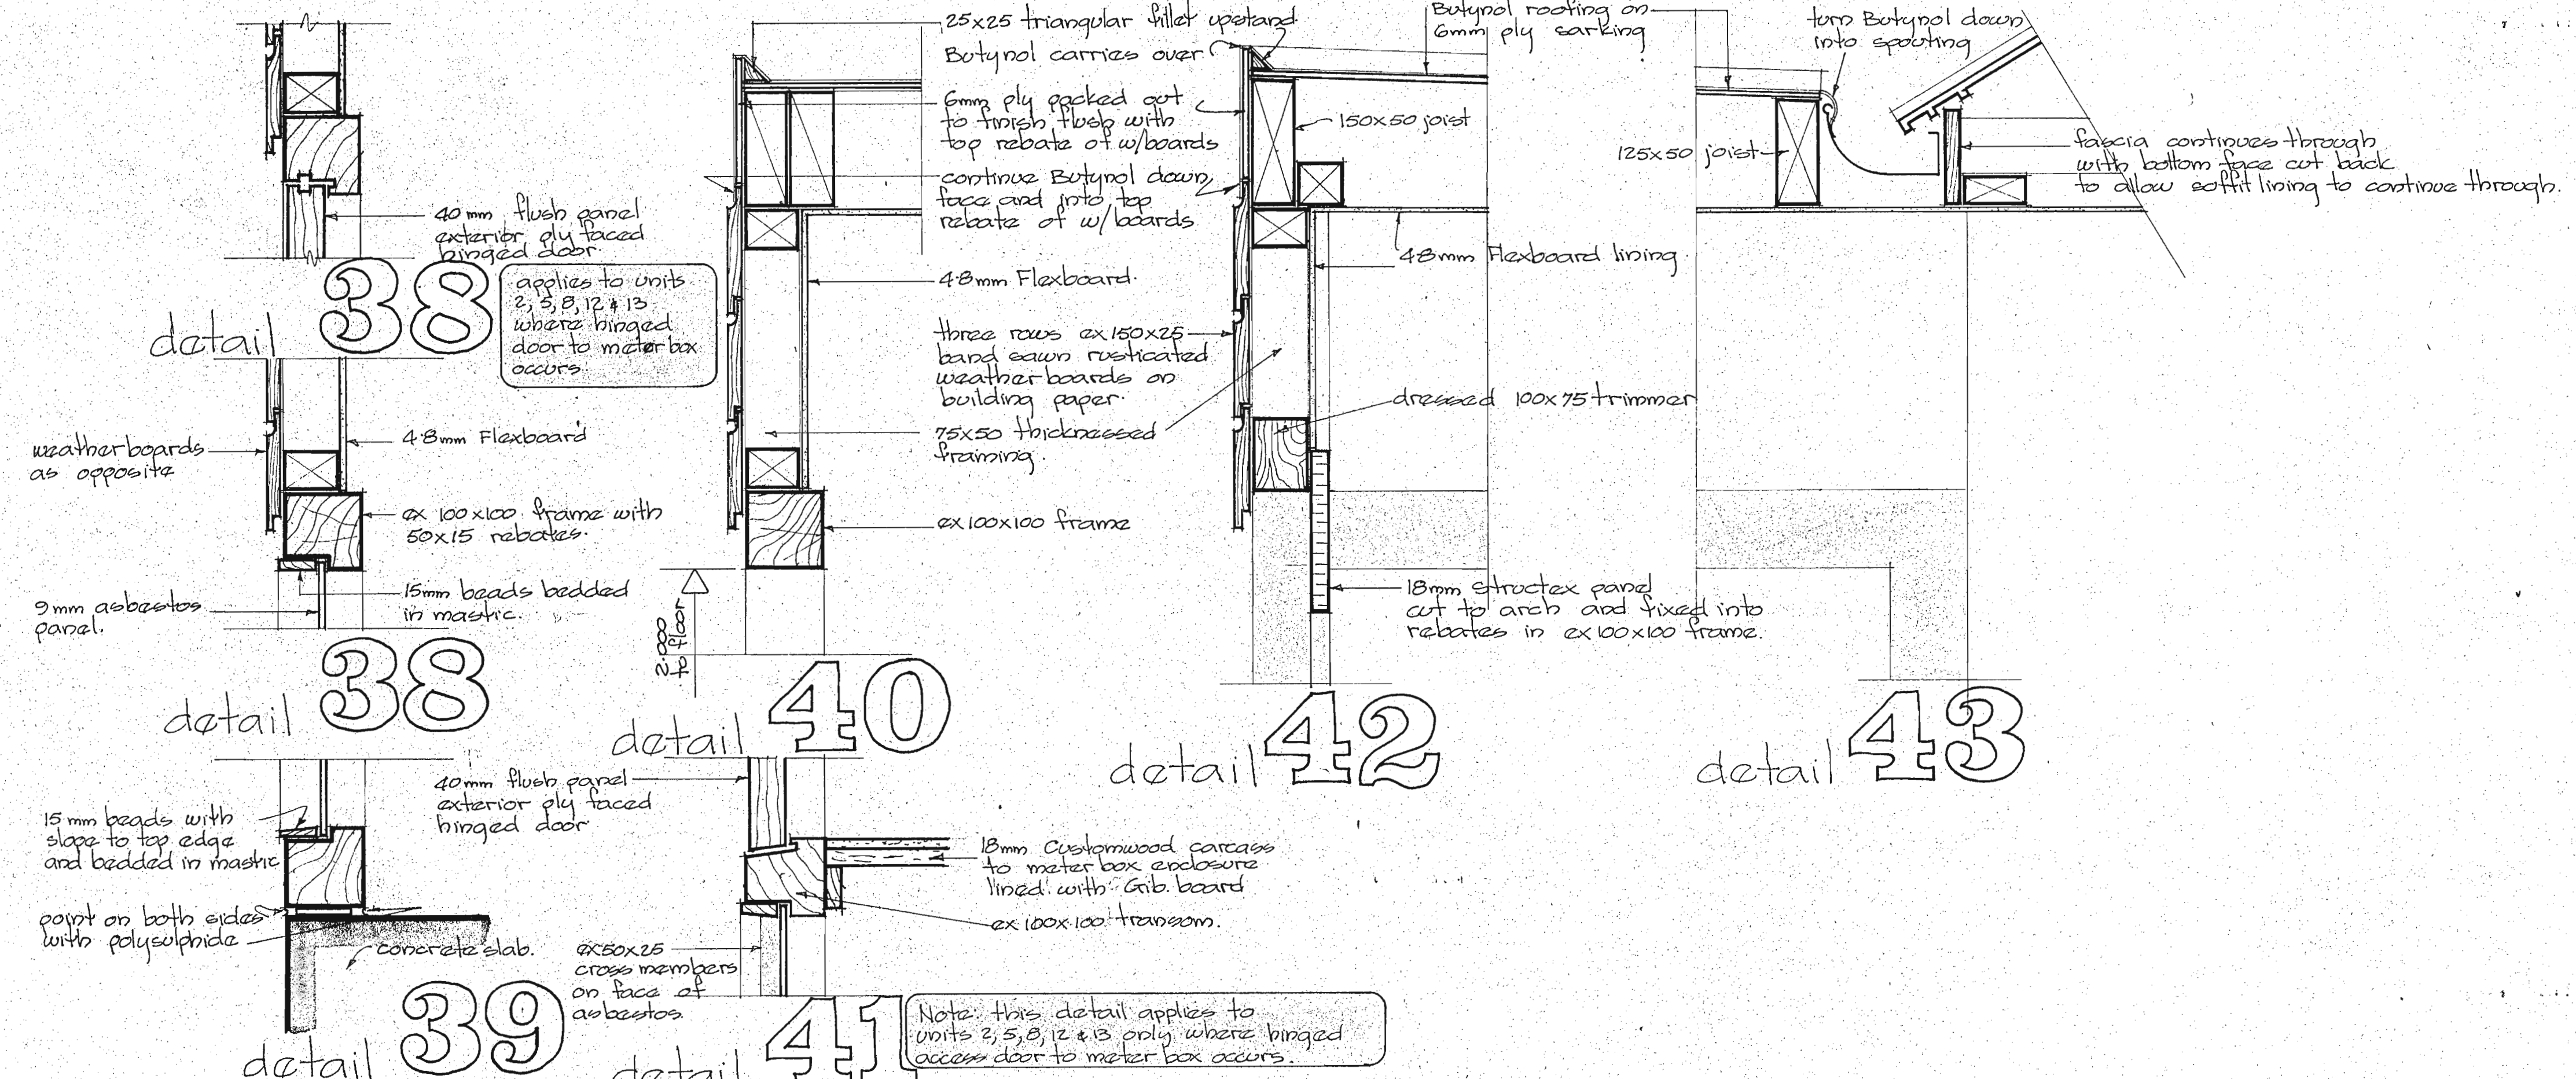 25x25 triangular fillet upstand
Butynol carries over
6mm ply packed out
to finish flush with
top rebate of w/boards
continue Butynol down
face and into top
rebate of w/boards
4·8mm Flexboard·
three rows ex 150x25
band sawn rusticated
weatherboards on
building paper·
75x50 thicknessed
framing·
ex 100x100 frame
Butynol roofing on
6mm ply sarking
150x50 joist
4·8mm Flexboard lining·
dressed 100x75 trimmer
18mm Structex panel
cut to arch and fixed into
rebates in ex 100x100 frame.
turn Butynol down
into spouting
125x50 joist
fascia continues through
with bottom face cut back
to allow soffit lining to continue through.
40mm flush panel
exterior ply faced
hinged door·
detail 38
applies to units
2, 5, 8, 12 & 13
where hinged
door to meter box
occurs
weatherboards
as opposite
4·8mm Flexboard
ex 100x100 frame with
50x15 rebates·
15mm beads bedded
in mastic·
9mm asbestos
panel.
detail 38
to floor
detail 40
detail 42
detail 43
15mm beads with
slope to top edge
and bedded in mastic
point on both sides
with polysulphide
concrete slab.
detail 39
40mm flush panel
exterior ply faced
hinged door
18mm Customwood carcass
to meter box enclosure
lined with Gib. board
ex 100x100 transom.
ex 50x25
cross members
on face of
asbestos.
detail 41
Note: this detail applies to
units 2, 5, 8, 12 & 13 only where hinged
access door to meter box occurs.